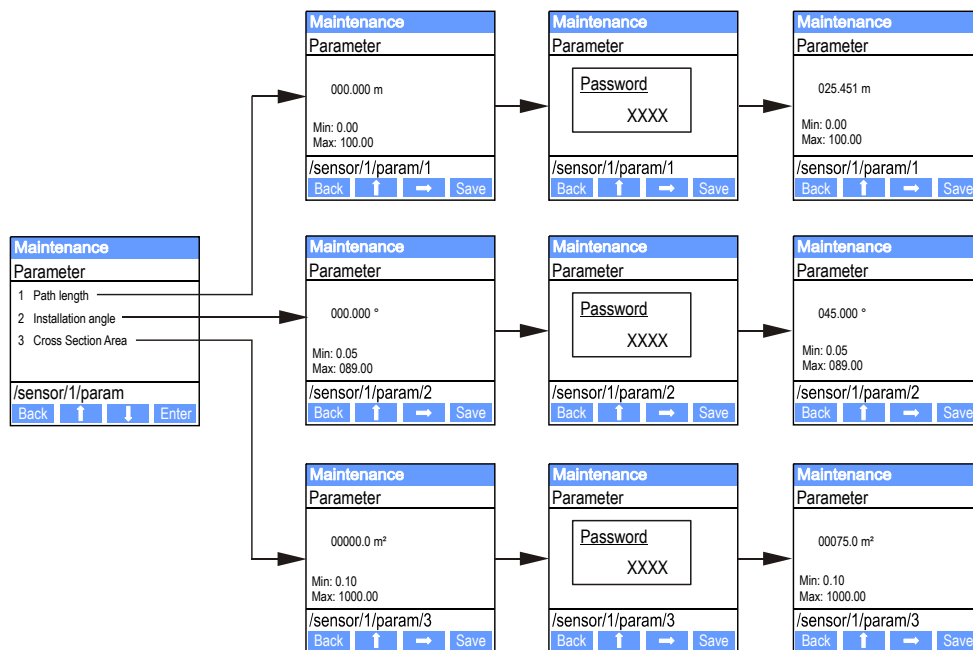 Maintenance
Parameter
1 Path length
2 Installation angle
3 Cross Section Area
/sensor/1/param
Back Enter
Maintenance
Parameter
000.000 m
Min: 0.00
Max: 100.00
/sensor/1/param/1
Back Save
Maintenance
Parameter
Password
XXXX
/sensor/1/param/1
Back Save
Maintenance
Parameter
025.451 m
Min: 0.00
Max: 100.00
/sensor/1/param/1
Back Save
Maintenance
Parameter
000.000 °
Min: 0.05
Max: 089.00
/sensor/1/param/2
Back Save
Maintenance
Parameter
Password
XXXX
/sensor/1/param/2
Back Save
Maintenance
Parameter
045.000 °
Min: 0.05
Max: 089.00
/sensor/1/param/2
Back Save
Maintenance
Parameter
00000.0 m²
Min: 0.10
Max: 1000.00
/sensor/1/param/3
Back Save
Maintenance
Parameter
Password
XXXX
/sensor/1/param/3
Back Save
Maintenance
Parameter
00075.0 m²
Min: 0.10
Max: 1000.00
/sensor/1/param/3
Back Save